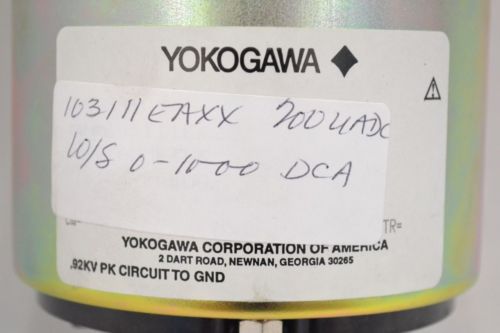 YOKOGAWA
103111EAXX 200UADC
W/S 0-1000 DCA
TR=
YOKOGAWA CORPORATION OF AMERICA
2 DART ROAD, NEWNAN, GEORGIA 30265
.92KV PK CIRCUIT TO GND